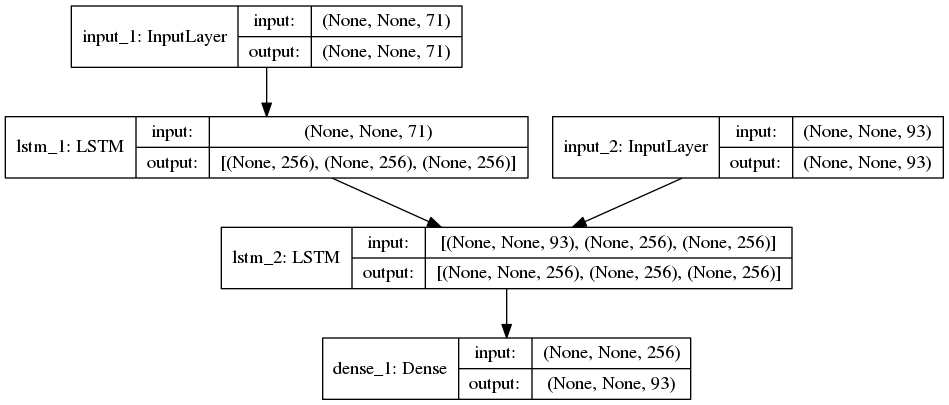 input_1: InputLayer
input: (None, None, 71)
output: (None, None, 71)
lstm_1: LSTM
input: (None, None, 71)
output: [(None, 256), (None, 256), (None, 256)]
input_2: InputLayer
input: (None, None, 93)
output: (None, None, 93)
lstm_2: LSTM
input: [(None, None, 93), (None, 256), (None, 256)]
output: [(None, None, 256), (None, 256), (None, 256)]
dense_1: Dense
input: (None, None, 256)
output: (None, None, 93)